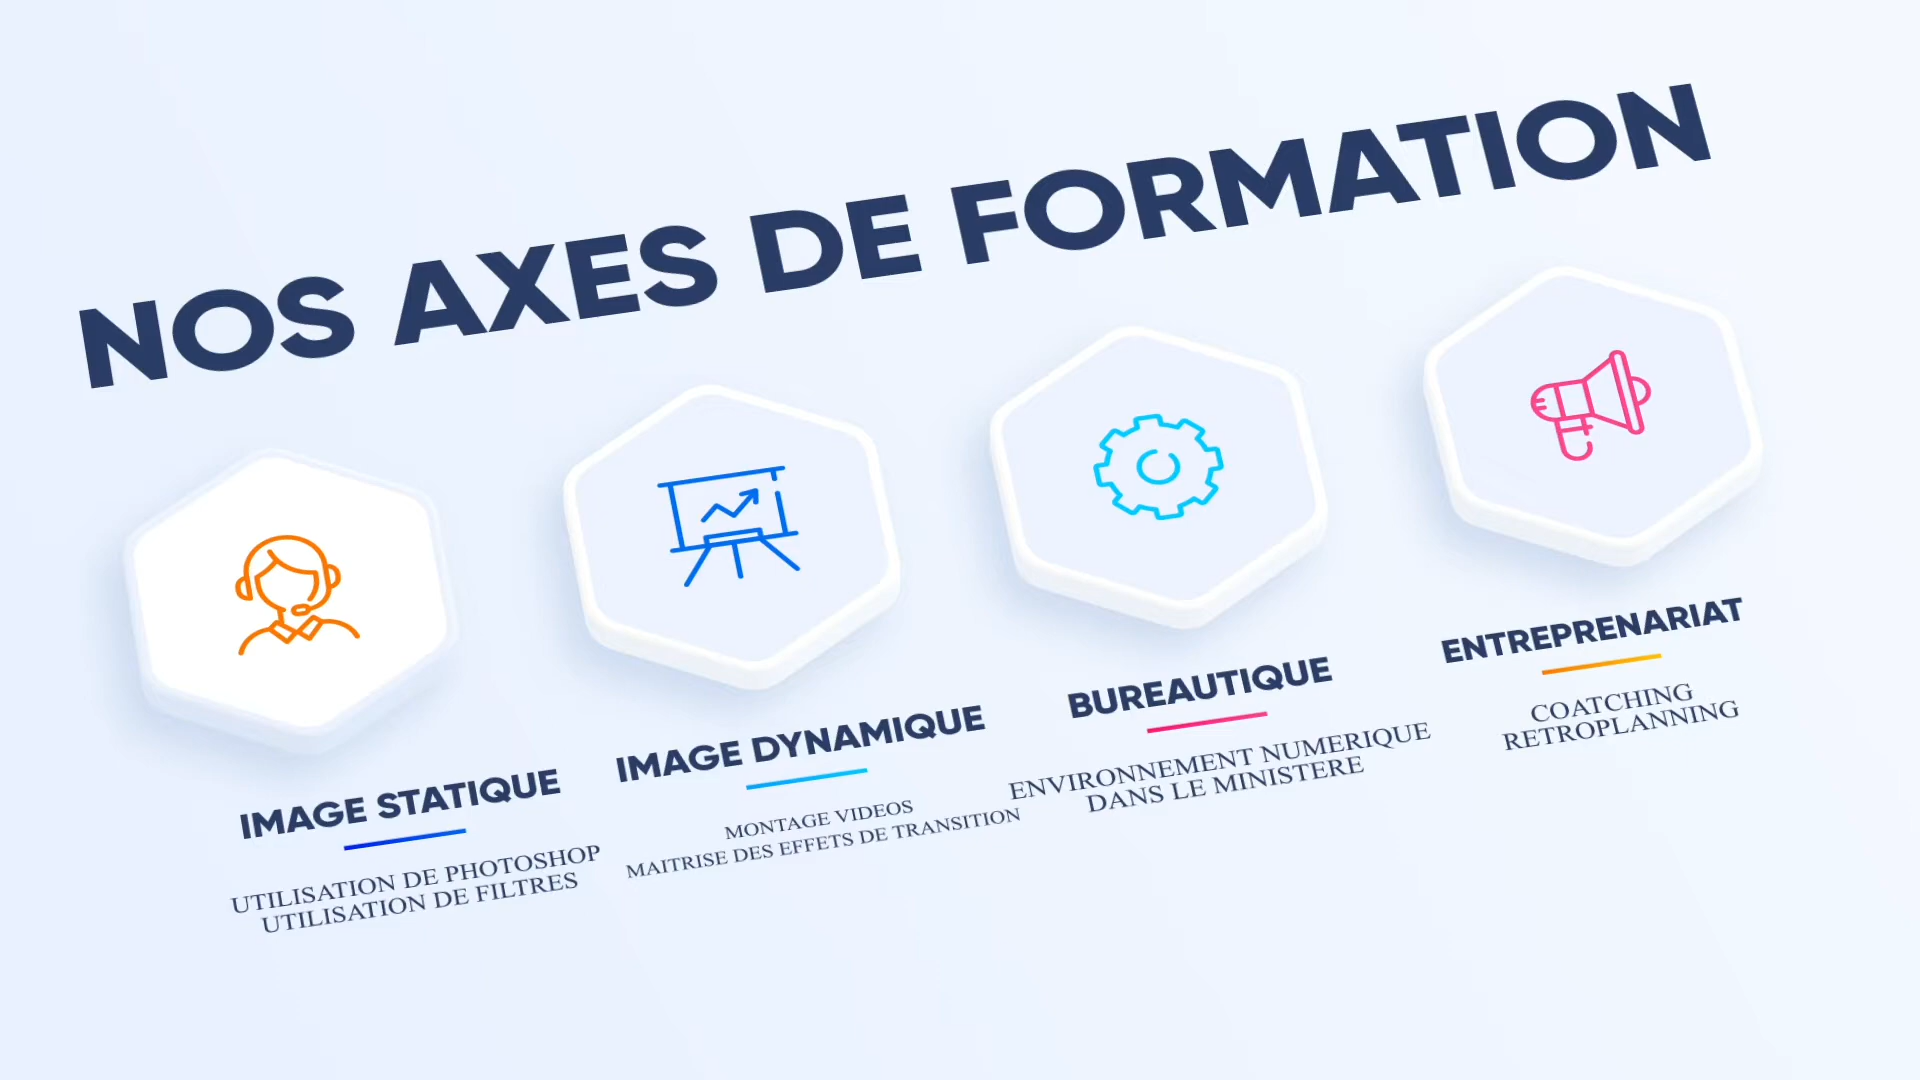 NOS AXES DE FORMATION
IMAGE STATIQUE
UTILISATION DE PHOTOSHOP
UTILISATION DE FILTRES
IMAGE DYNAMIQUE
MONTAGE VIDEOS
MAITRISE DES EFFETS DE TRANSITION
BUREAUTIQUE
ENVIRONNEMENT NUMERIQUE
DANS LE MINISTERE
ENTREPRENARIAT
COATCHING
RETROPLANNING